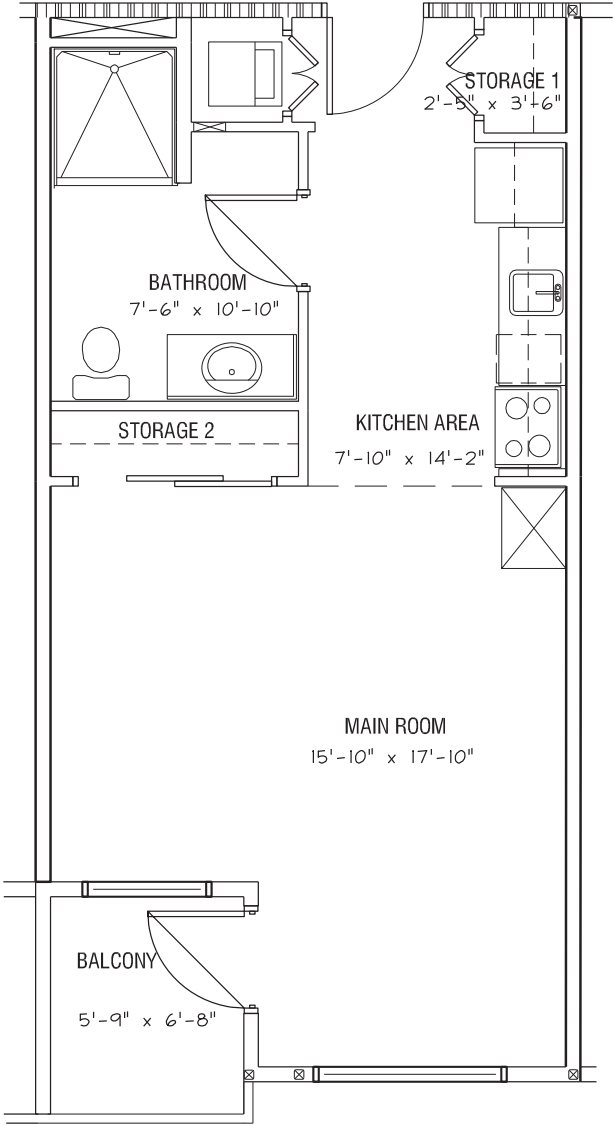 STORAGE 1
2'-5" x 3'-6"
BATHROOM
7'-6" x 10'-10"
STORAGE 2
KITCHEN AREA
7'-10" x 14'-2"
MAIN ROOM
15'-10" x 17'-10"
BALCONY
5'-9" x 6'-8"